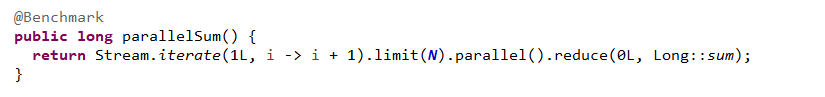 @Benchmark
public long parallelSum() {
return Stream.iterate(1L, i -> i + 1).limit(N).parallel().reduce(0L, Long::sum);
}